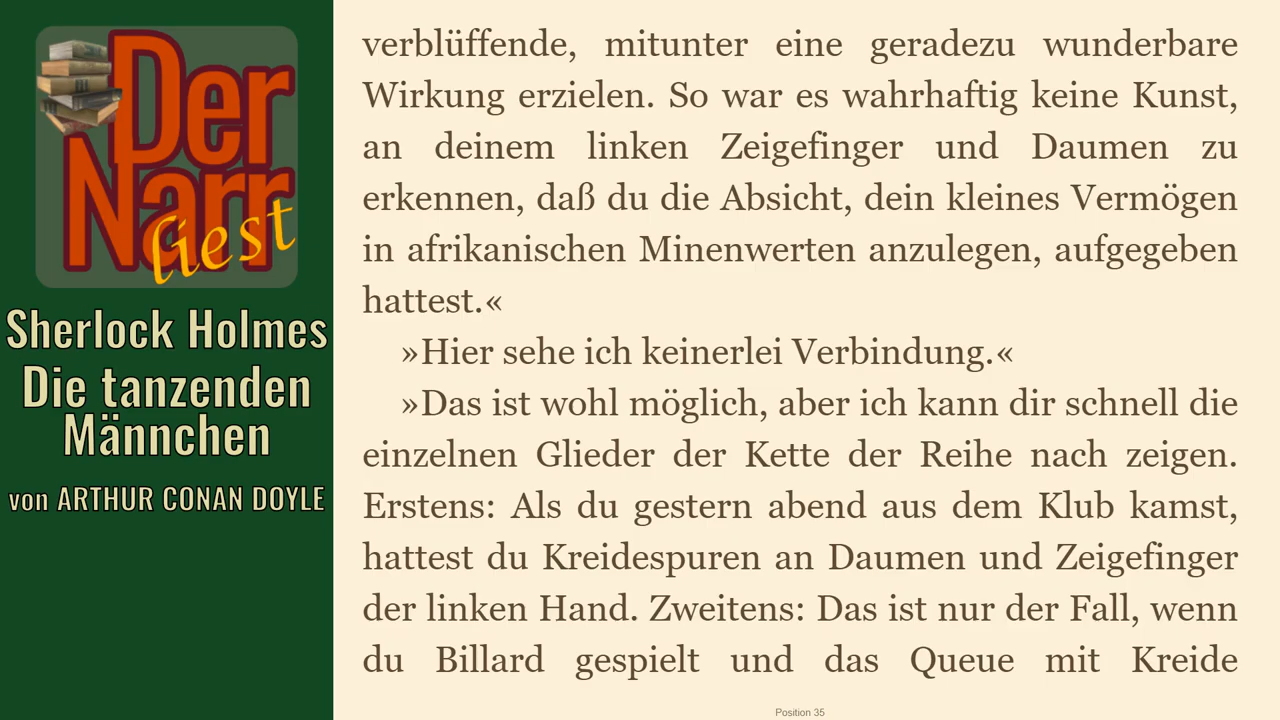 Der
Narr
liest
Sherlock Holmes
Die tanzenden
Männchen
von ARTHUR CONAN DOYLE
verblüffende, mitunter eine geradezu wunderbare
Wirkung erzielen. So war es wahrhaftig keine Kunst,
an deinem linken Zeigefinger und Daumen zu
erkennen, daß du die Absicht, dein kleines Vermögen
in afrikanischen Minenwerten anzulegen, aufgegeben
hattest.«
»Hier sehe ich keinerlei Verbindung.«
»Das ist wohl möglich, aber ich kann dir schnell die
einzelnen Glieder der Kette der Reihe nach zeigen.
Erstens: Als du gestern abend aus dem Klub kamst,
hattest du Kreidespuren an Daumen und Zeigefinger
der linken Hand. Zweitens: Das ist nur der Fall, wenn
du Billard gespielt und das Queue mit Kreide
Position 35